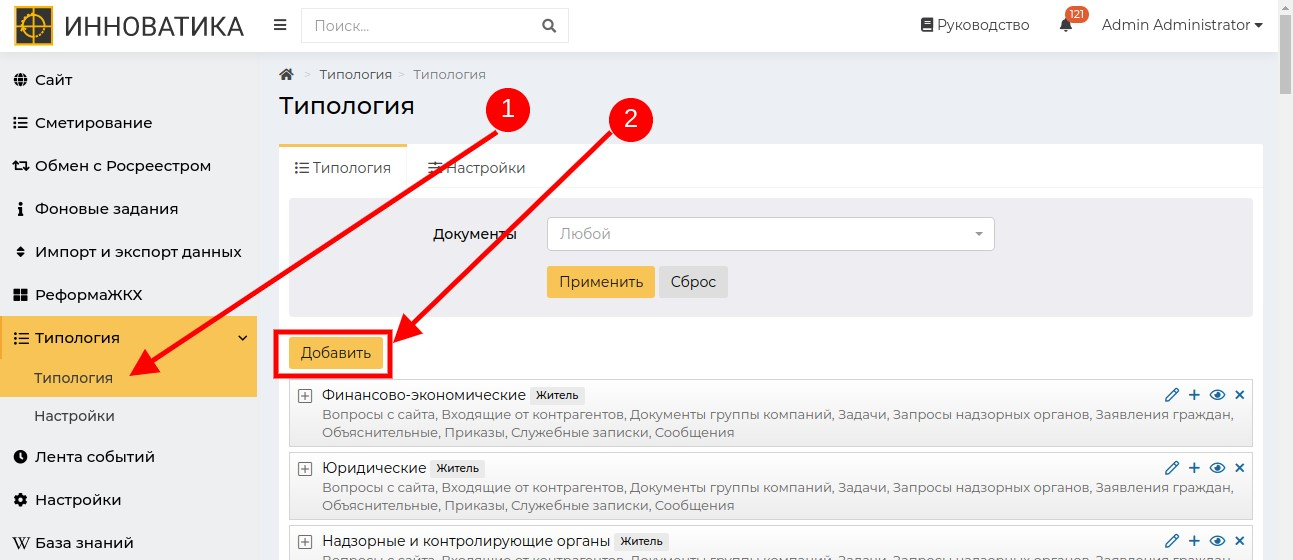 ИННОВАТИКА
Поиск...
Руководство
121
Admin Administrator
Сайт
Сметирование
Обмен с Росреестром
Фоновые задания
Импорт и экспорт данных
РеформаЖКХ
Типология
Типология
Настройки
Лента событий
Настройки
База знаний
Типология > Типология
Типология
1
2
Типология
Настройки
Документы
Любой
Применить
Сброс
Добавить
Финансово-экономические Житель
Вопросы с сайта, Входящие от контрагентов, Документы группы компаний, Задачи, Запросы надзорных органов, Заявления граждан,
Объяснительные, Приказы, Служебные записки, Сообщения
Юридические Житель
Вопросы с сайта, Входящие от контрагентов, Документы группы компаний, Задачи, Запросы надзорных органов, Заявления граждан,
Объяснительные, Приказы, Служебные записки, Сообщения
Надзорные и контролирующие органы Житель